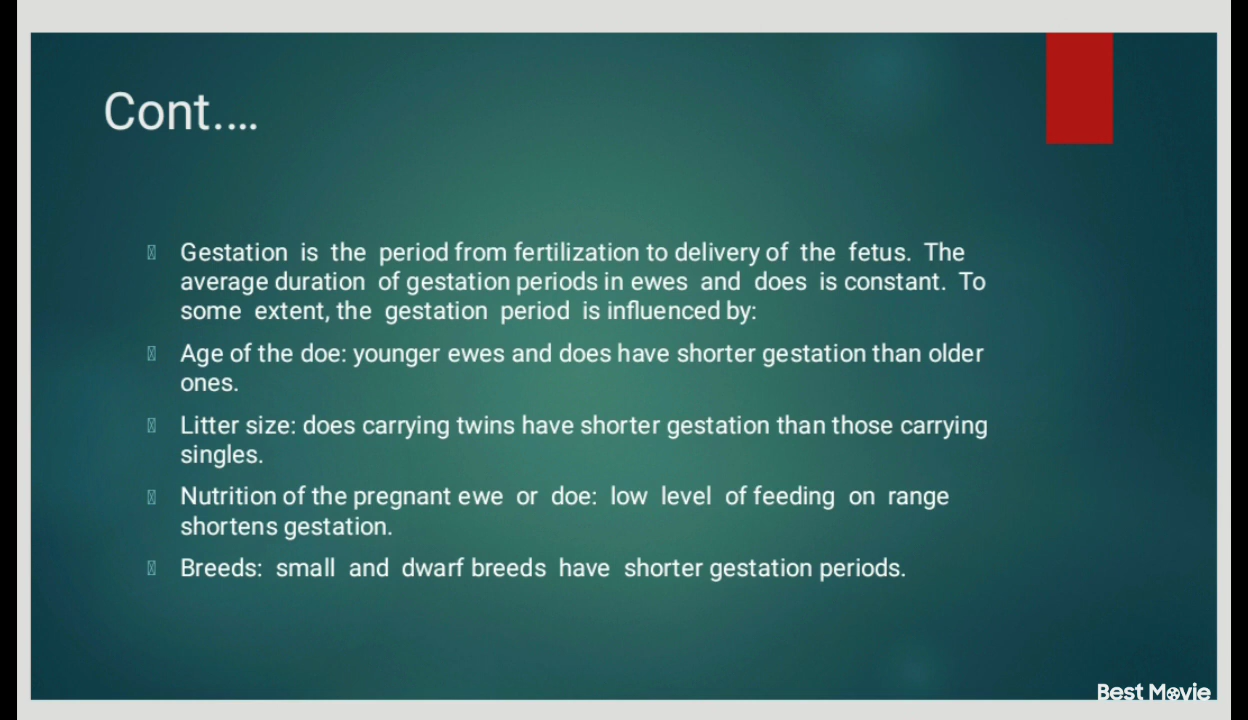 Cont....
Gestation is the period from fertilization to delivery of the fetus. The
average duration of gestation periods in ewes and does is constant. To
some extent, the gestation period is influenced by:
Age of the doe: younger ewes and does have shorter gestation than older
ones.
Litter size: does carrying twins have shorter gestation than those carrying
singles.
Nutrition of the pregnant ewe or doe: low level of feeding on range
shortens gestation.
Breeds: small and dwarf breeds have shorter gestation periods.
Best Movie